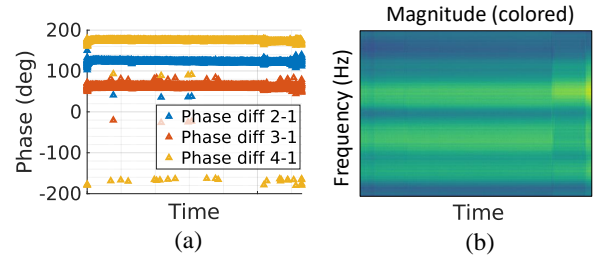 Magnitude (colored)
200
100
0
-100
-200
Phase (deg)
Phase diff 2-1
Phase diff 3-1
Phase diff 4-1
Time
(a)
Frequency (Hz)
Time
(b)